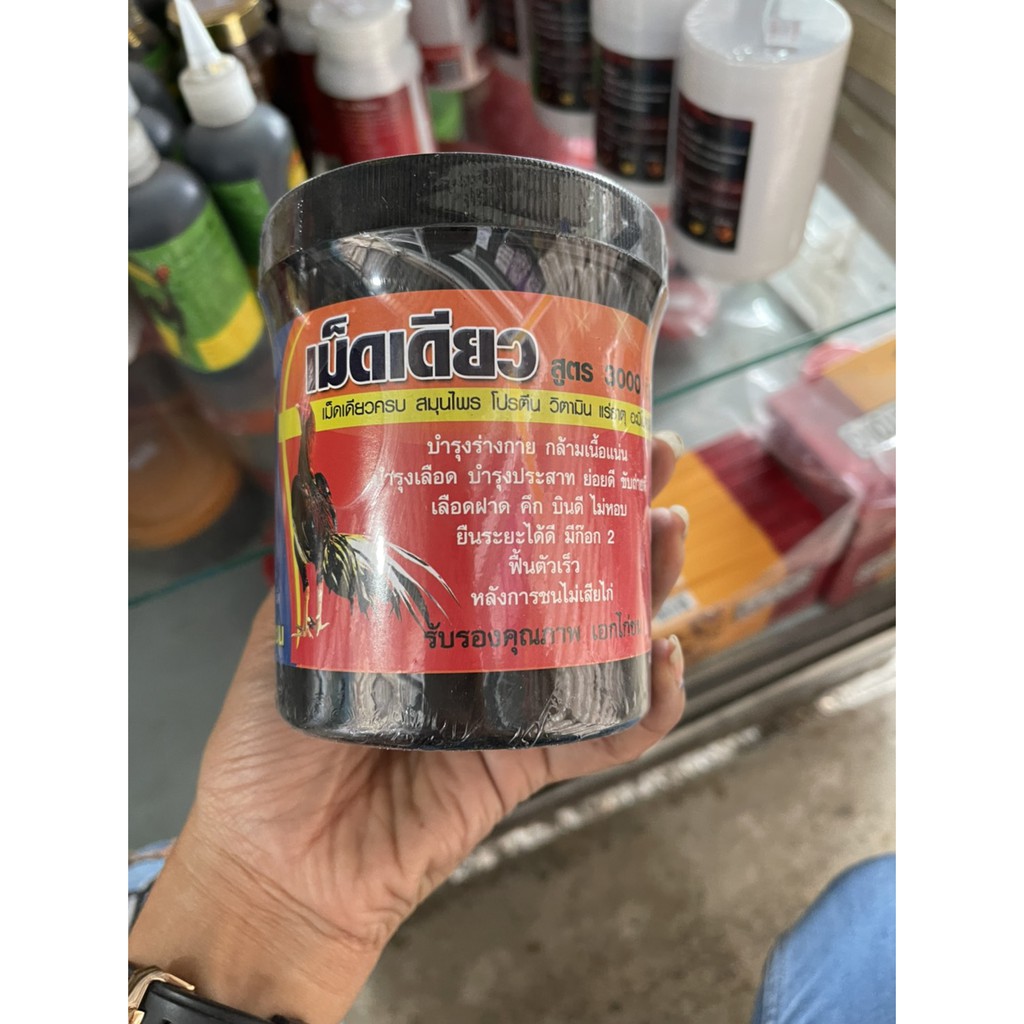 เม็ดเดียว สูตร 3000
เม็ดเดียวครบ สมุนไพร โปรตีน วิตามิน แร่ธาตุ
บำรุงร่างกาย กล้ามเนื้อแน่น
บำรุงเลือด บำรุงประสาท ย่อยดี
เลือดฝาด คึก บินดี ไม่หอบ
ยืนระยะได้ดี มีก๊อก 2
ฟื้นตัวเร็ว
หลังการชนไม่เสียไก่
รับรองคุณภาพ เอกไก่ชน